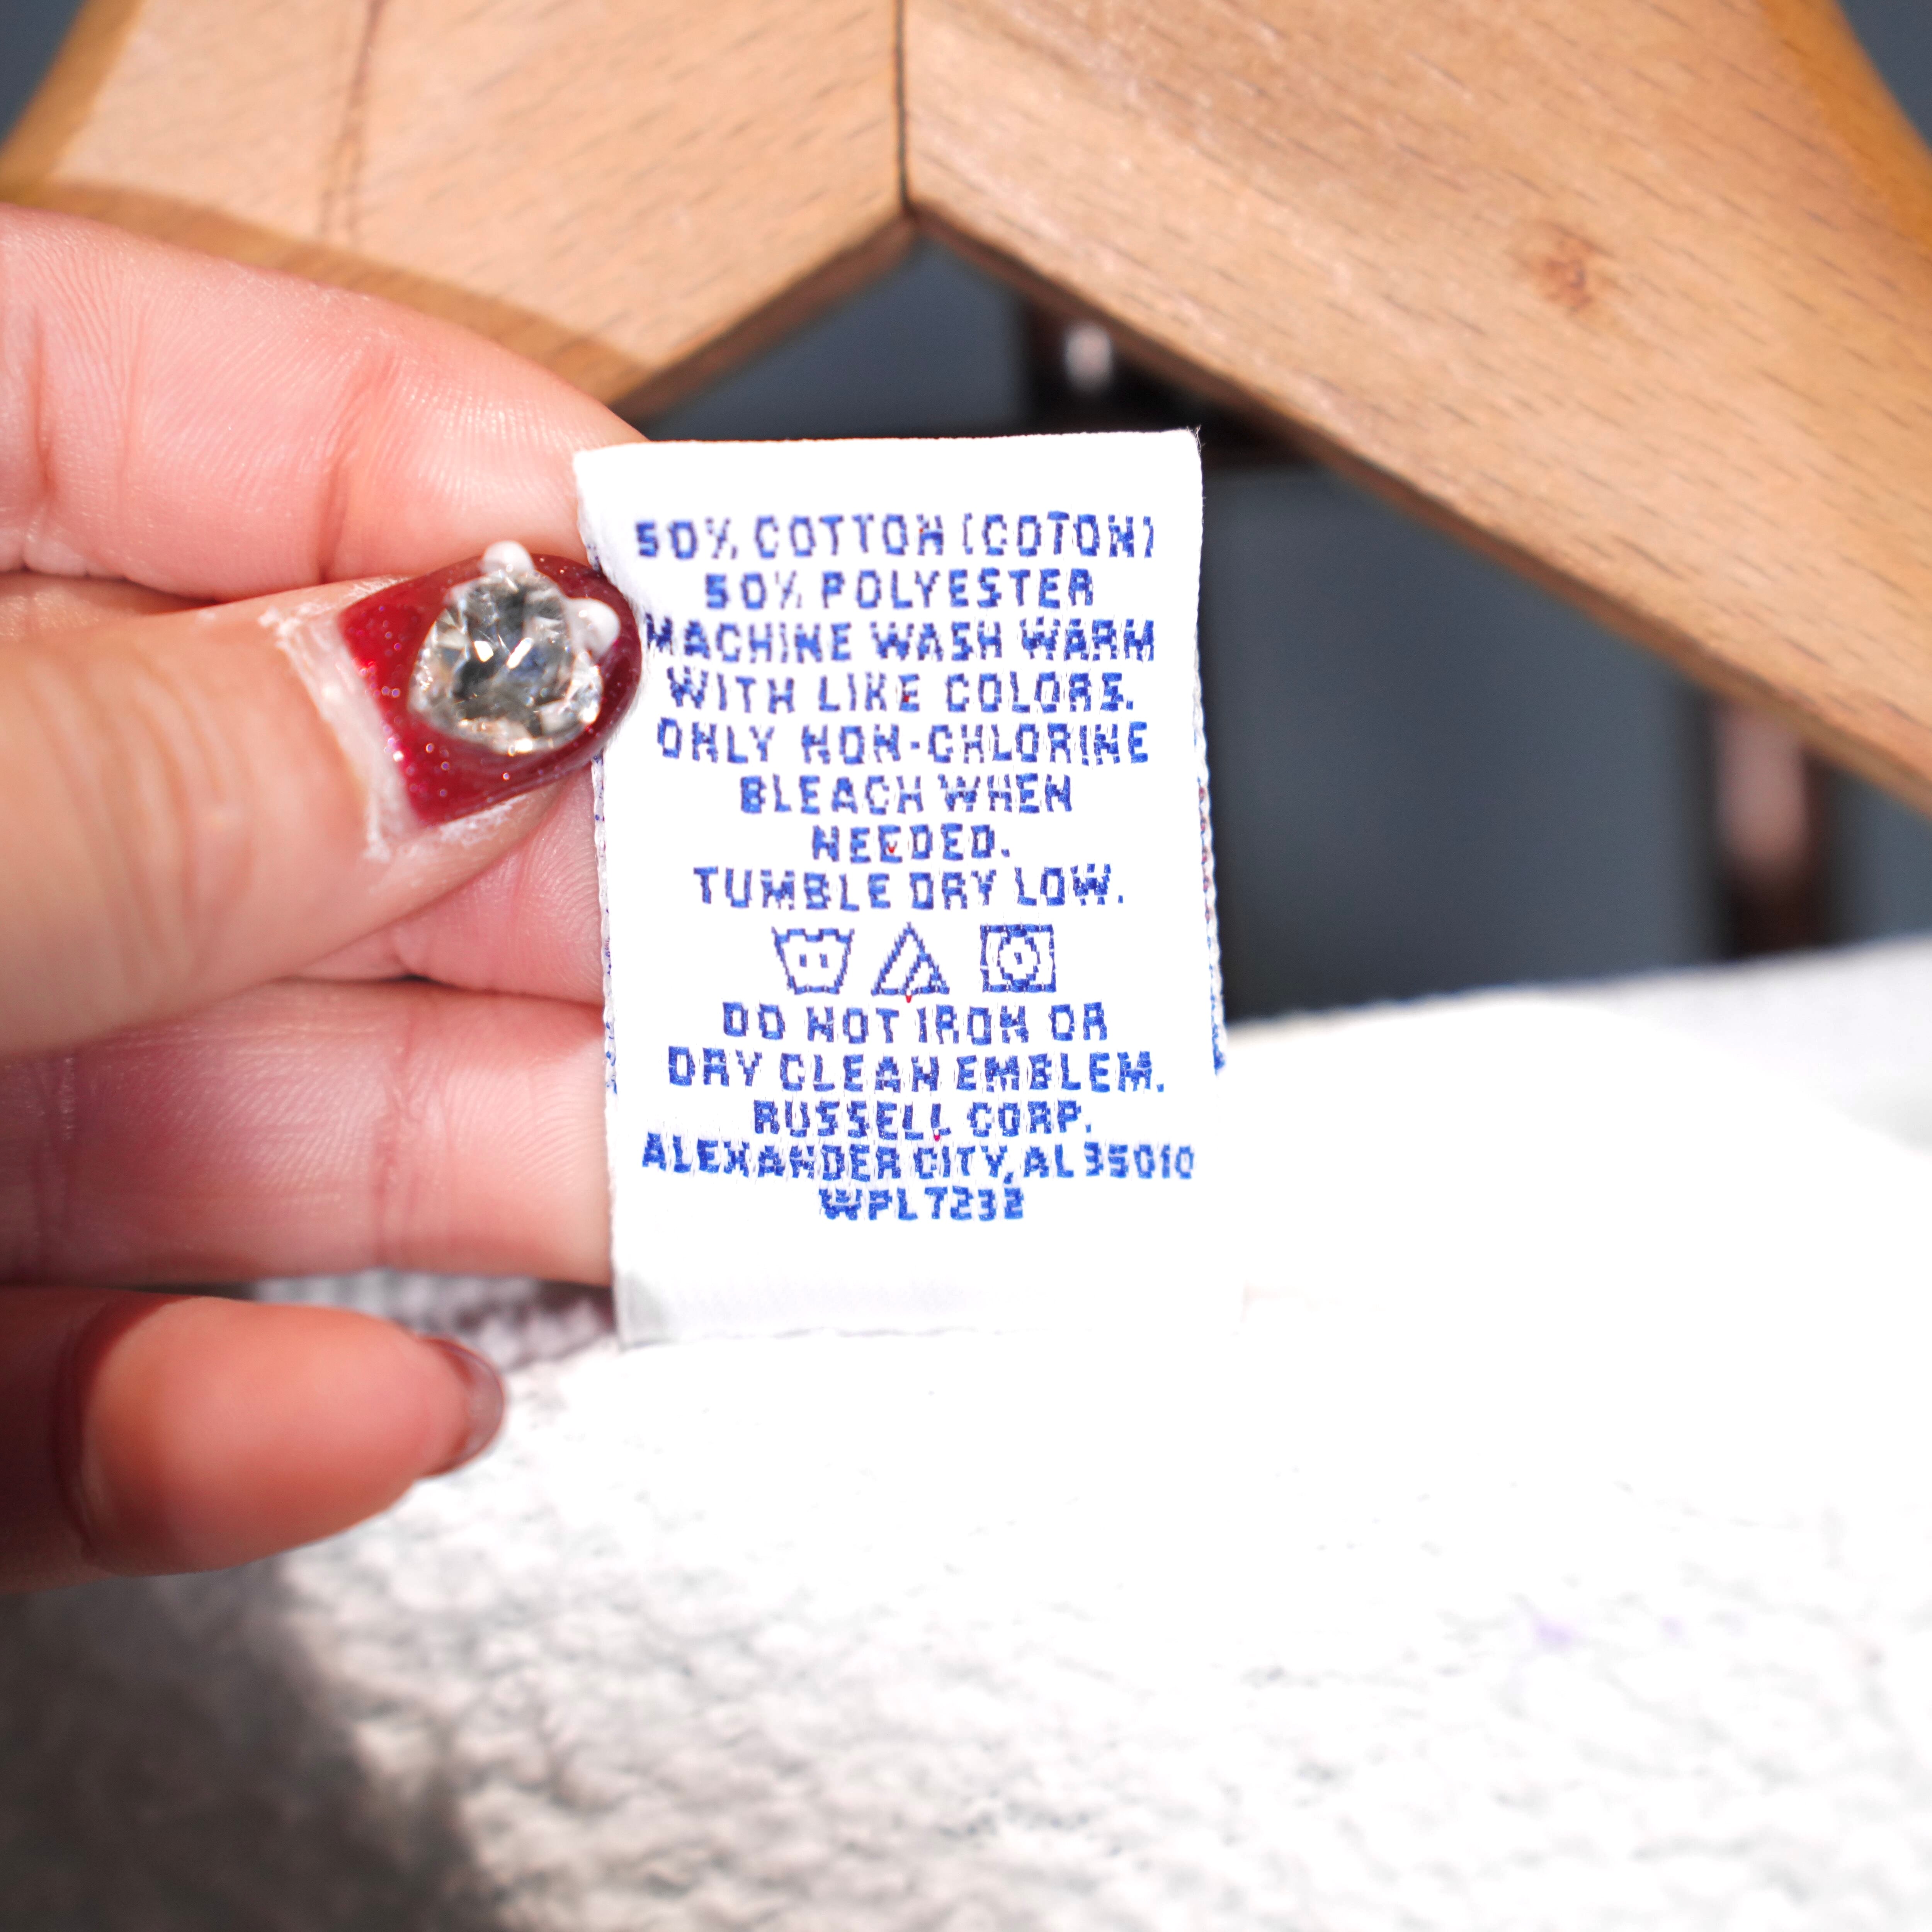 50% COTTON (COTON)
50% POLYESTER
MACHINE WASH WARM
WITH LIKE COLORS.
ONLY NON-CHLORINE
BLEACH WHEN
NEEDED.
TUMBLE DRY LOW.
DO NOT IRON OR
DRY CLEAN EMBLEM.
RUSSELL CORP.
ALEXANDER CITY, AL 35010
WPL 7232